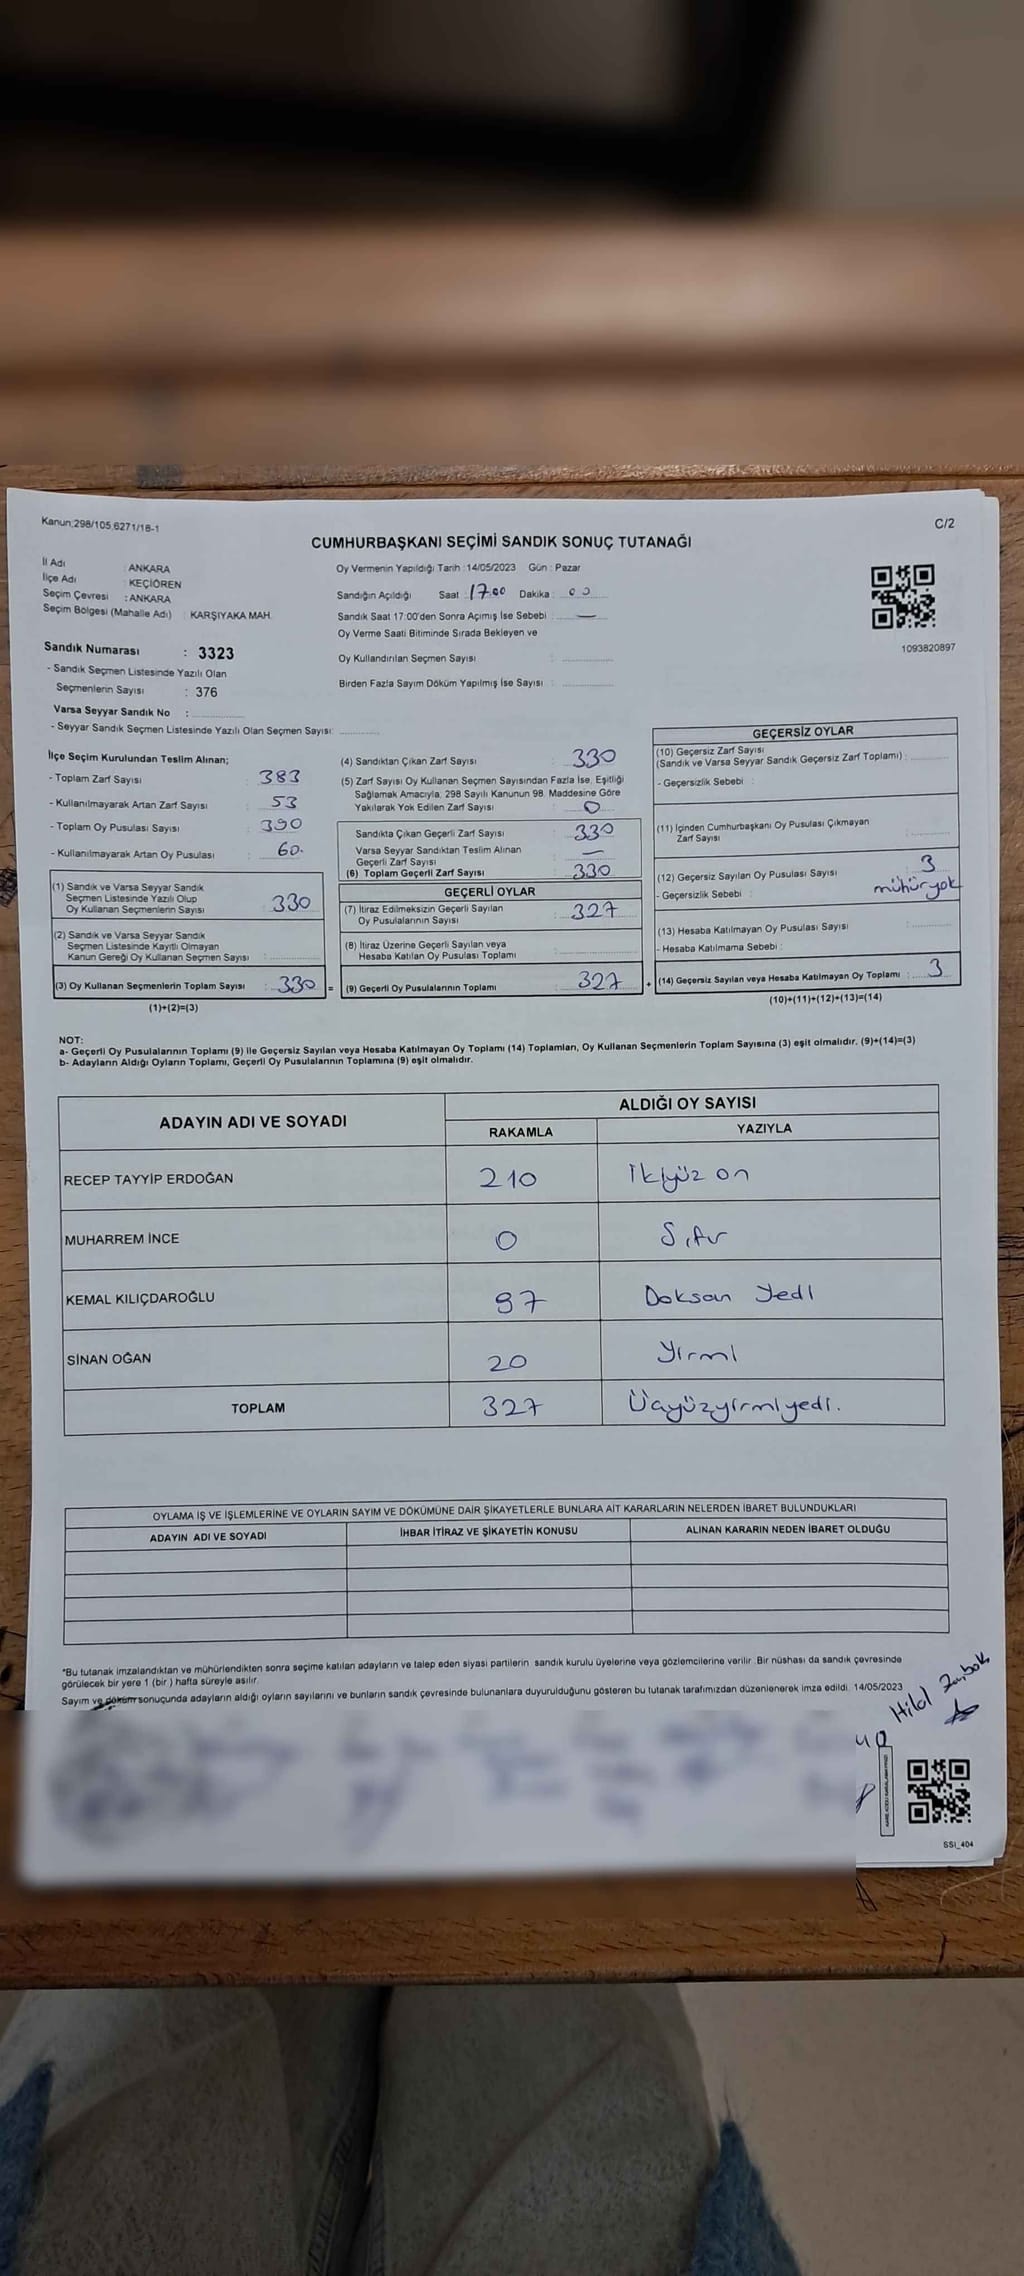 Kanun;298/105,6271/18-1
C/2
CUMHURBAŞKANI SEÇİMİ SANDIK SONUÇ TUTANAĞI
İl Adı : ANKARA
İlçe Adı : KEÇİÖREN
Seçim Çevresi : ANKARA
Seçim Bölgesi (Mahalle Adı) : KARŞIYAKA MAH.
Oy Vermenin Yapıldığı Tarih :14/05/2023 Gün : Pazar
Sandığın Açıldığı Saat : 17:00 Dakika : 00
Sandık Saat 17:00'den Sonra Açımış İse Sebebi : —
Oy Verme Saati Bitiminde Sırada Bekleyen ve
Oy Kullandırılan Seçmen Sayısı :
Birden Fazla Sayım Döküm Yapılmış İse Sayısı :
1093820897
Sandık Numarası : 3323
- Sandık Seçmen Listesinde Yazılı Olan
Seçmenlerin Sayısı : 376
Varsa Seyyar Sandık No :
- Seyyar Sandık Seçmen Listesinde Yazılı Olan Seçmen Sayısı:
İlçe Seçim Kurulundan Teslim Alınan;
- Toplam Zarf Sayısı : 383
- Kullanılmayarak Artan Zarf Sayısı : 53
- Toplam Oy Pusulası Sayısı : 390
- Kullanılmayarak Artan Oy Pusulası : 60.
(1) Sandık ve Varsa Seyyar Sandık
Seçmen Listesinde Yazılı Olup
Oy Kullanan Seçmenlerin Sayısı : 330
(2) Sandık ve Varsa Seyyar Sandık
Seçmen Listesinde Kayıtlı Olmayan
Kanun Gereği Oy Kullanan Seçmen Sayısı :
(3) Oy Kullanan Seçmenlerin Toplam Sayısı : 330 =
(1)+(2)=(3)
(4) Sandıktan Çıkan Zarf Sayısı : 330
(5) Zarf Sayısı Oy Kullanan Seçmen Sayısından Fazla İse, Eşitliği
Sağlamak Amacıyla, 298 Sayılı Kanunun 98. Maddesine Göre
Yakılarak Yok Edilen Zarf Sayısı : 0
Sandıkta Çıkan Geçerli Zarf Sayısı : 330
Varsa Seyyar Sandıktan Teslim Alınan
Geçerli Zarf Sayısı : —
(6) Toplam Geçerli Zarf Sayısı : 330
GEÇERLİ OYLAR
(7) İtiraz Edilmeksizin Geçerli Sayılan
Oy Pusulalarının Sayısı : 327
(8) İtiraz Üzerine Geçerli Sayılan veya
Hesaba Katılan Oy Pusulası Toplamı :
(9) Geçerli Oy Pusulalarının Toplamı : 327 +
GEÇERSİZ OYLAR
(10) Geçersiz Zarf Sayısı
(Sandık ve Varsa Seyyar Sandık Geçersiz Zarf Toplamı) :
- Geçersizlik Sebebi :
(11) İçinden Cumhurbaşkanı Oy Pusulası Çıkmayan
Zarf Sayısı :
(12) Geçersiz Sayılan Oy Pusulası Sayısı : 3
- Geçersizlik Sebebi : mühür yok
(13) Hesaba Katılmayan Oy Pusulası Sayısı :
- Hesaba Katılmama Sebebi :
(14) Geçersiz Sayılan veya Hesaba Katılmayan Oy Toplamı : 3
(10)+(11)+(12)+(13)=(14)
NOT:
a- Geçerli Oy Pusulalarının Toplamı (9) ile Geçersiz Sayılan veya Hesaba Katılmayan Oy Toplamı (14) Toplamları, Oy Kullanan Seçmenlerin Toplam Sayısına (3) eşit olmalıdır. (9)+(14)=(3)
b- Adayların Aldığı Oyların Toplamı, Geçerli Oy Pusulalarının Toplamına (9) eşit olmalıdır.
ADAYIN ADI VE SOYADI
ALDIĞI OY SAYISI
RAKAMLA YAZIYLA
RECEP TAYYİP ERDOĞAN 210 İkiyüz on
MUHARREM İNCE 0 Sıfır
KEMAL KILIÇDAROĞLU 97 Doksan Yedi
SİNAN OĞAN 20 Yirmi
TOPLAM 327 Üçyüzyirmiyedi.
OYLAMA İŞ VE İŞLEMLERİNE VE OYLARIN SAYIM VE DÖKÜMÜNE DAİR ŞİKAYETLERLE BUNLARA AİT KARARLARIN NELERDEN İBARET BULUNDUKLARI
ADAYIN ADI VE SOYADI İHBAR İTİRAZ VE ŞİKAYETİN KONUSU ALINAN KARARIN NEDEN İBARET OLDUĞU
*Bu tutanak imzalandıktan ve mühürlendikten sonra seçime katılan adayların ve talep eden siyasi partilerin sandık kurulu üyelerine veya gözlemcilerine verilir. Bir nüshası da sandık çevresinde
görülecek bir yere 1 (bir ) hafta süreyle asılır.
Sayım ve döküm sonuçunda adayların aldığı oyların sayılarını ve bunların sandık çevresinde bulunanlara duyurulduğunu gösteren bu tutanak tarafımızdan düzenlenerek imza edildi. 14/05/2023
SSI_404